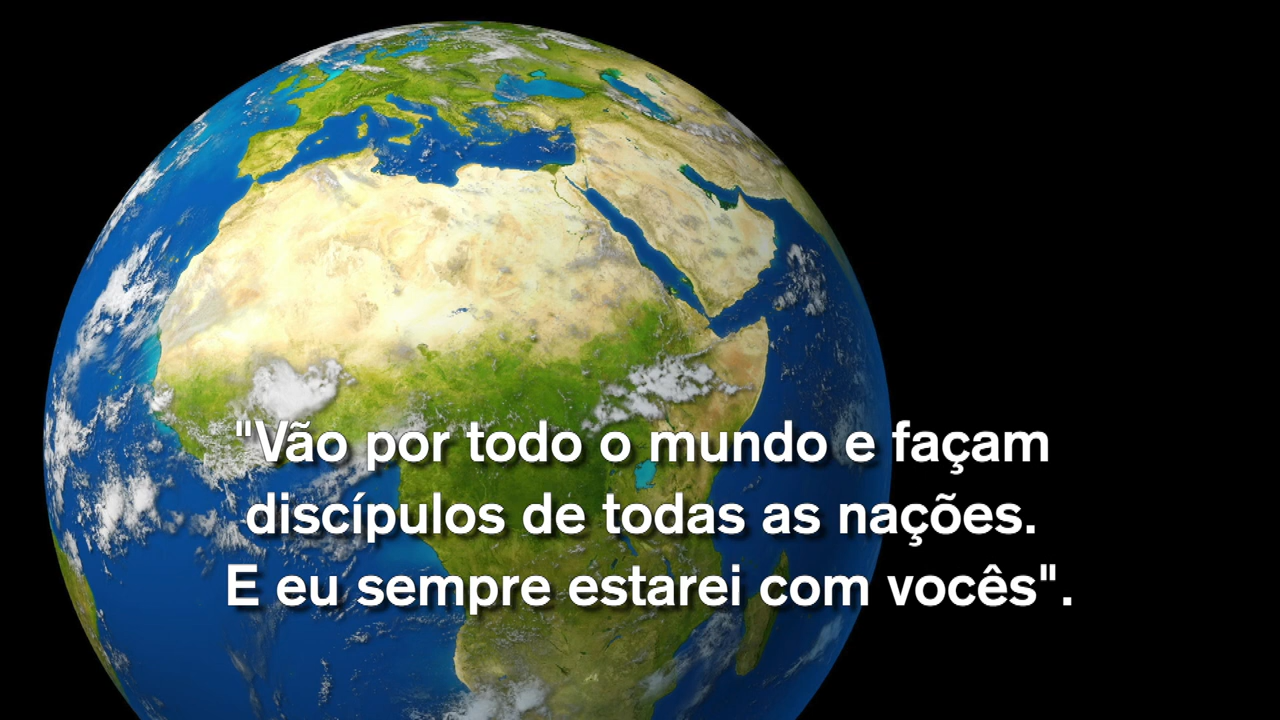 "Vão por todo o mundo e façam
discípulos de todas as nações.
E eu sempre estarei com vocês".